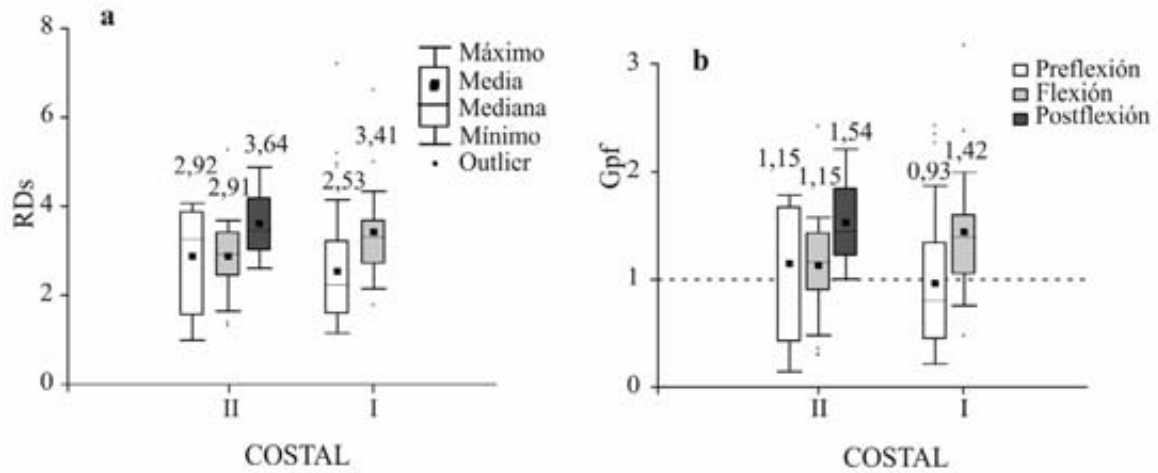 a
8
6
4
2
0
RDs
2,92
2,91
3,64
2,53
3,41
II
I
COSTAL
Máximo
Media
Mediana
Mínimo
Outlier
b
3
2
1
0
Gpf
1,15
1,15
1,54
0,93
1,42
II
I
COSTAL
Preflexión
Flexión
Postflexión